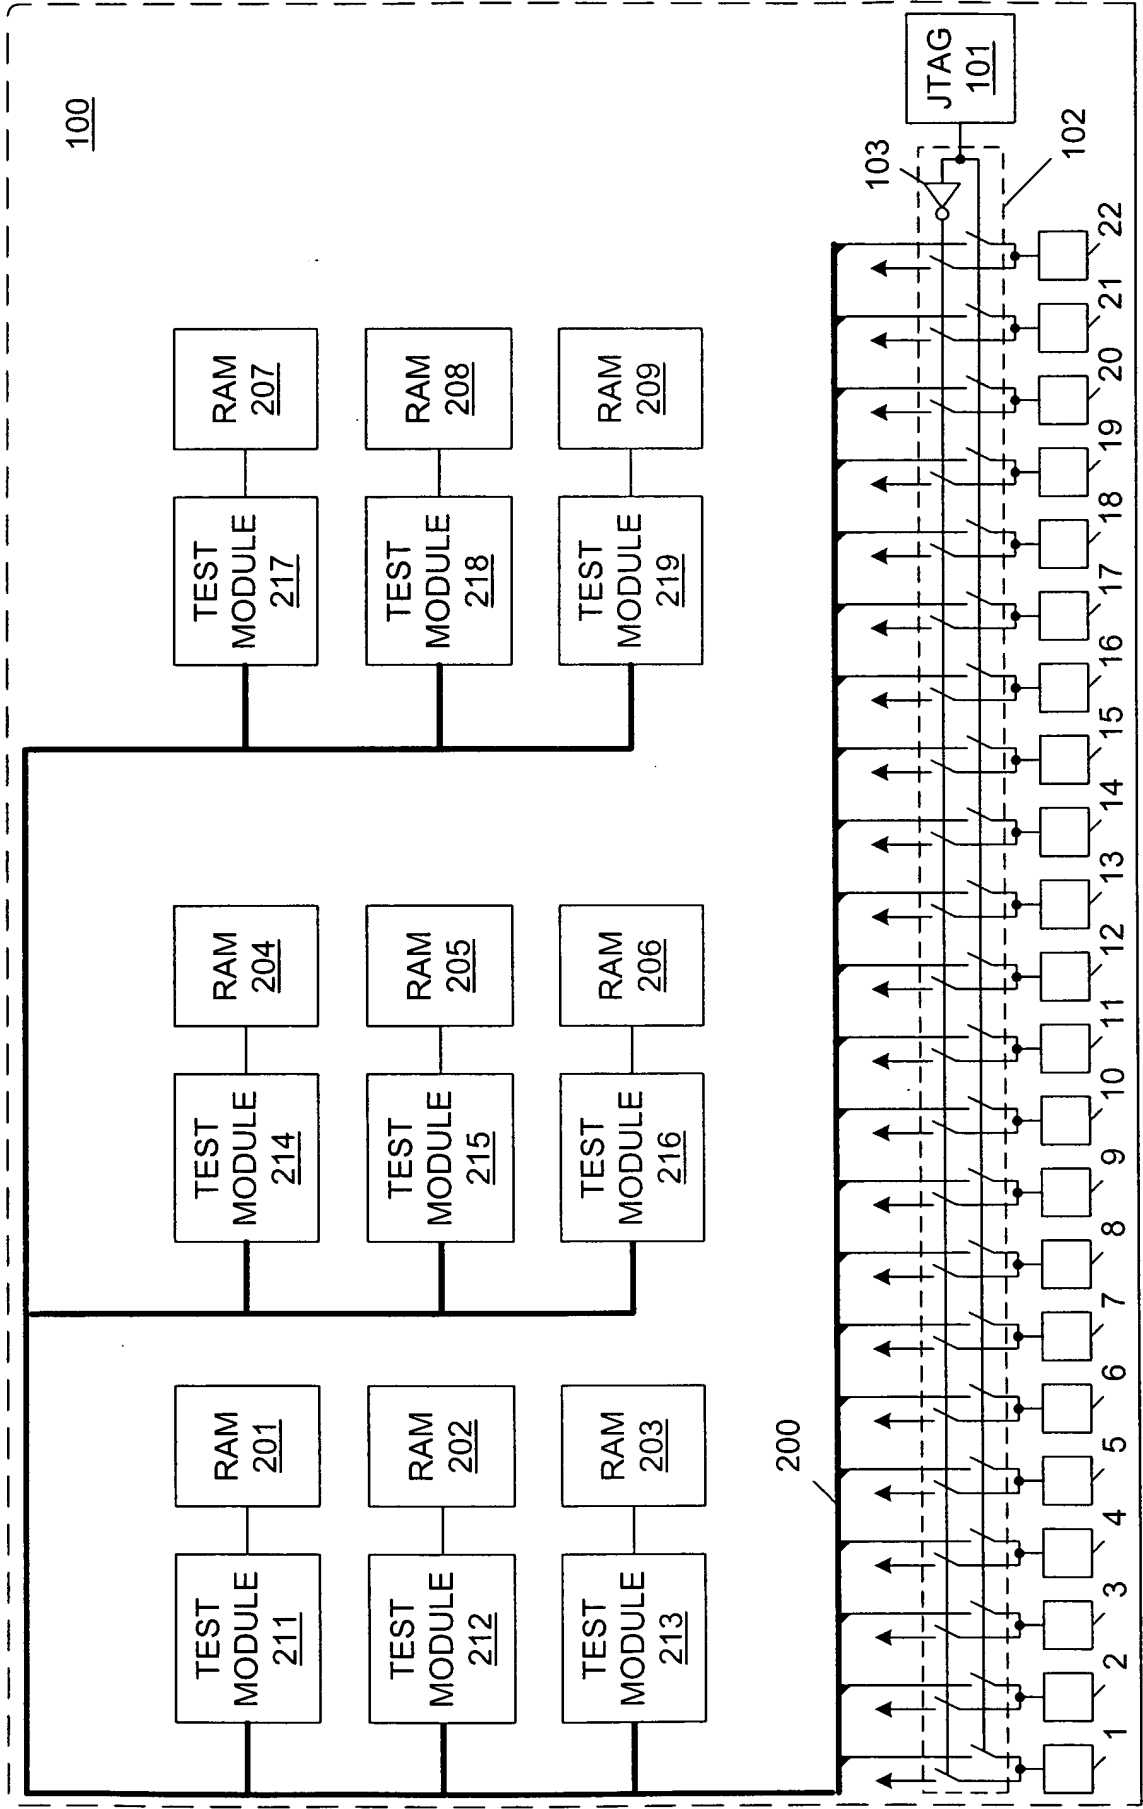 100
JTAG
101
102
103
RAM
207
RAM
208
RAM
209
TEST
MODULE
217
TEST
MODULE
218
TEST
MODULE
219
RAM
204
RAM
205
RAM
206
TEST
MODULE
214
TEST
MODULE
215
TEST
MODULE
216
RAM
201
RAM
202
RAM
203
TEST
MODULE
211
TEST
MODULE
212
TEST
MODULE
213
200
22
21
20
19
18
17
16
15
14
13
12
11
10
9
8
7
6
5
4
3
2
1